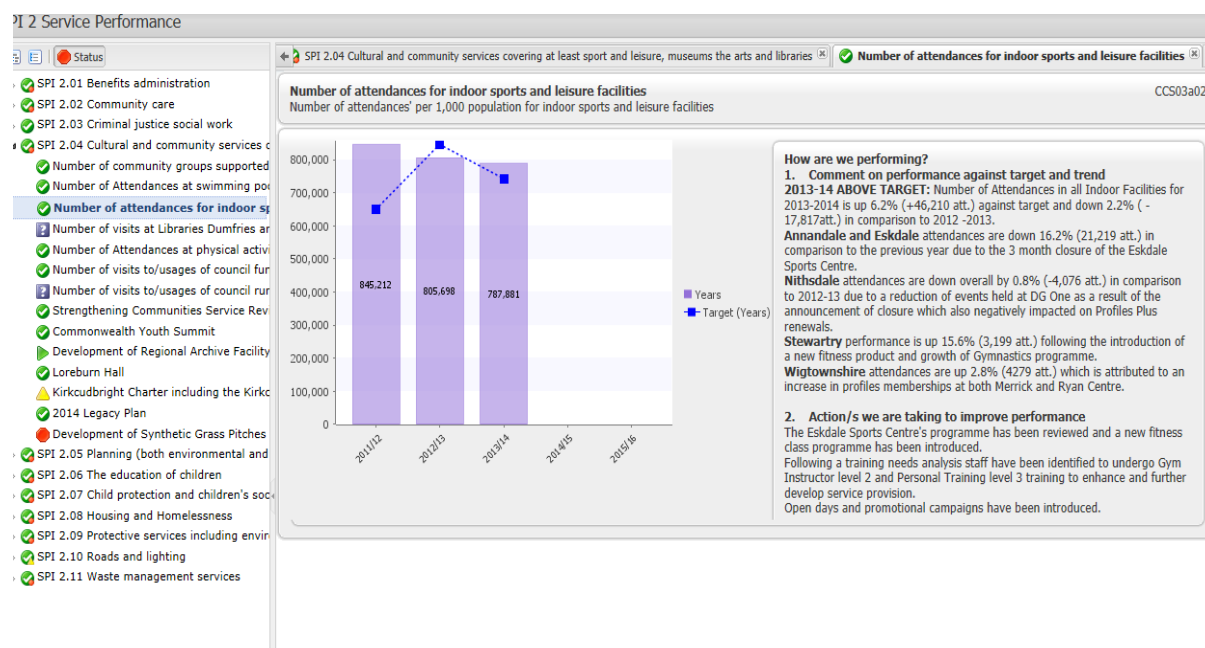 PI 2 Service Performance
Status
SPI 2.01 Benefits administration
SPI 2.02 Community care
SPI 2.03 Criminal justice social work
SPI 2.04 Cultural and community services c
Number of community groups supported
Number of Attendances at swimming poo
Number of attendances for indoor sp
Number of visits at Libraries Dumfries an
Number of Attendances at physical activi
Number of visits to/usages of council fun
Number of visits to/usages of council run
Strengthening Communities Service Revi
Commonwealth Youth Summit
Development of Regional Archive Facility
Loreburn Hall
Kirkcudbright Charter including the Kirkc
2014 Legacy Plan
Development of Synthetic Grass Pitches
SPI 2.05 Planning (both environmental and
SPI 2.06 The education of children
SPI 2.07 Child protection and children's soc
SPI 2.08 Housing and Homelessness
SPI 2.09 Protective services including envir
SPI 2.10 Roads and lighting
SPI 2.11 Waste management services
SPI 2.04 Cultural and community services covering at least sport and leisure, museums the arts and libraries
Number of attendances for indoor sports and leisure facilities
Number of attendances for indoor sports and leisure facilities
CCS03a02
Number of attendances' per 1,000 population for indoor sports and leisure facilities
800,000
700,000
600,000
500,000
400,000
300,000
200,000
100,000
0
845,212
805,698
787,881
2011/12
2012/13
2013/14
2014/15
2015/16
Years
Target (Years)
How are we performing?
1. Comment on performance against target and trend
2013-14 ABOVE TARGET: Number of Attendances in all Indoor Facilities for
2013-2014 is up 6.2% (+46,210 att.) against target and down 2.2% ( -
17,817att.) in comparison to 2012 -2013.
Annandale and Eskdale attendances are down 16.2% (21,219 att.) in
comparison to the previous year due to the 3 month closure of the Eskdale
Sports Centre.
Nithsdale attendances are down overall by 0.8% (-4,076 att.) in comparison
to 2012-13 due to a reduction of events held at DG One as a result of the
announcement of closure which also negatively impacted on Profiles Plus
renewals.
Stewartry performance is up 15.6% (3,199 att.) following the introduction of
a new fitness product and growth of Gymnastics programme.
Wigtownshire attendances are up 2.8% (4279 att.) which is attributed to an
increase in profiles memberships at both Merrick and Ryan Centre.
2. Action/s we are taking to improve performance
The Eskdale Sports Centre's programme has been reviewed and a new fitness
class programme has been introduced.
Following a training needs analysis staff have been identified to undergo Gym
Instructor level 2 and Personal Training level 3 training to enhance and further
develop service provision.
Open days and promotional campaigns have been introduced.